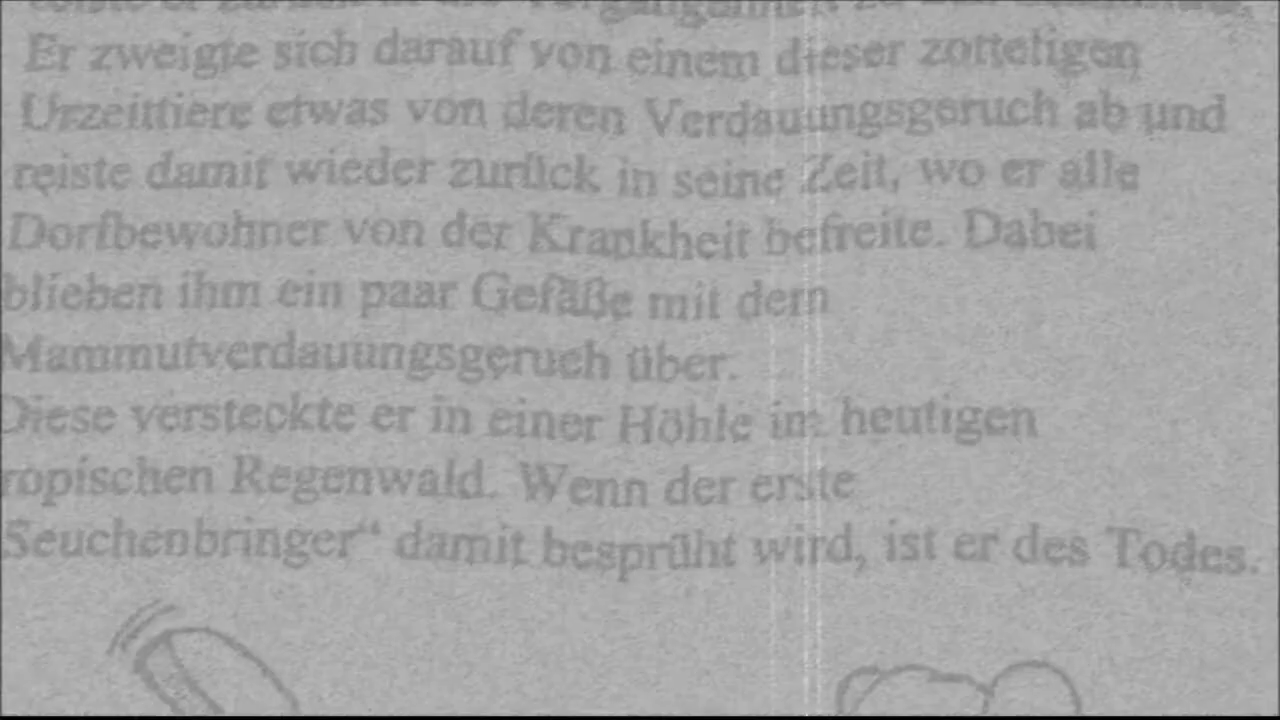 Er zweigte sich darauf von einem dieser zotteligen
Urzeittiere etwas von deren Verdauungsgeruch ab und
reiste damit wieder zurück in seine Zeit, wo er alle
Dorfbewohner von der Krankheit befreite. Dabei
blieben ihm ein paar Gefäße mit dem
Mammutverdauungsgeruch über.
Diese versteckte er in einer Höhle im heutigen
ropischen Regenwald. Wenn der erste
Seuchenbringer“ damit besprüht wird, ist er des Todes.